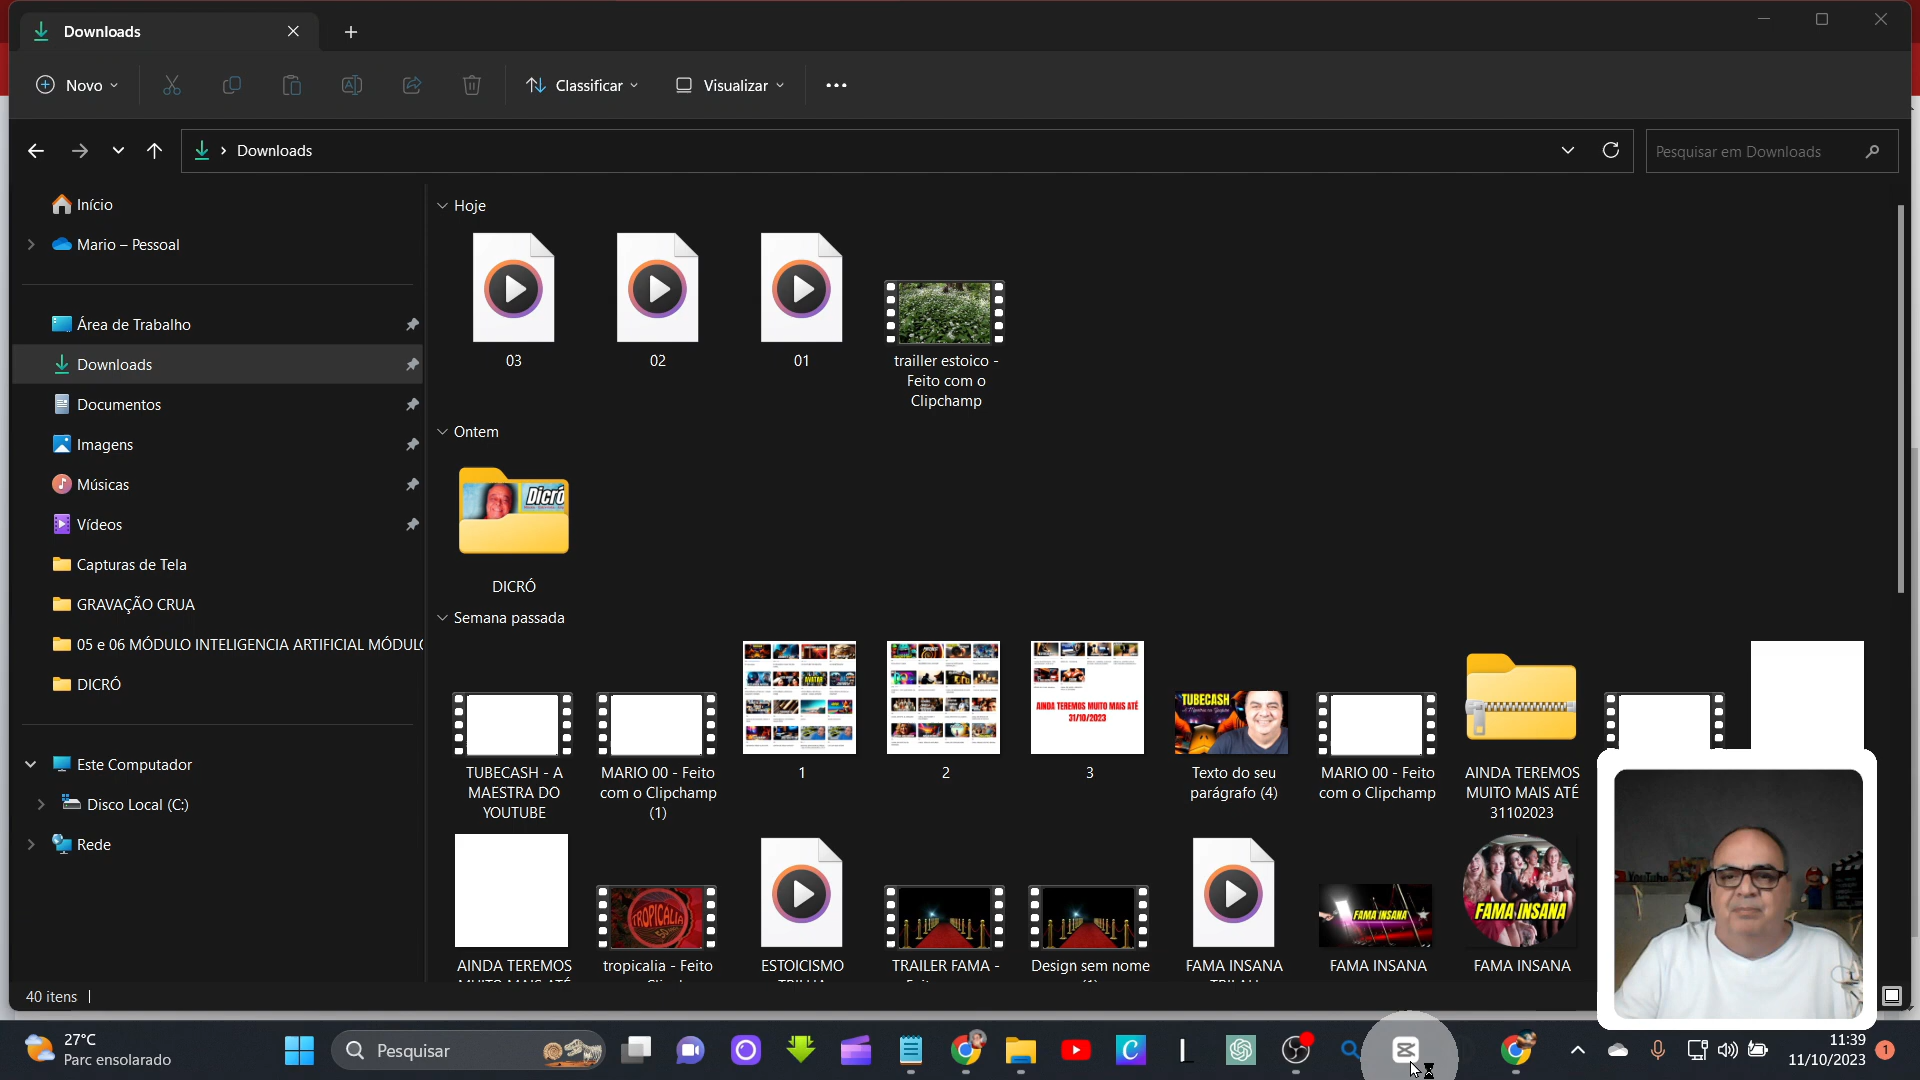 Downloads
Novo
Classificar
Visualizar
Downloads
Pesquisar em Downloads
Início
Mario – Pessoal
Área de Trabalho
Downloads
Documentos
Imagens
Músicas
Vídeos
Capturas de Tela
GRAVAÇÃO CRUA
05 e 06 MÓDULO INTELIGENCIA ARTIFICIAL MÓDUL
DICRÓ
Este Computador
Disco Local (C:)
Rede
Hoje
03
02
01
trailler estoico -
Feito com o
Clipchamp
Ontem
Dicró
DICRÓ
Semana passada
AINDA TEREMOS MUITO MAIS ATÉ
31/10/2023
TUBECASH
TUBECASH - A
MAESTRA DO
YOUTUBE
MARIO 00 - Feito
com o Clipchamp
(1)
1
2
3
Texto do seu
parágrafo (4)
MARIO 00 - Feito
com o Clipchamp
AINDA TEREMOS
MUITO MAIS ATÉ
31102023
TROPICALIA
FAMA INSANA
FAMA INSANA
YouTube
AINDA TEREMOS
tropicalia - Feito
ESTOICISMO
TRAILER FAMA -
Design sem nome
FAMA INSANA
FAMA INSANA
FAMA INSANA
40 itens
27°C
Parc ensolarado
Pesquisar
11:39
11/10/2023
1